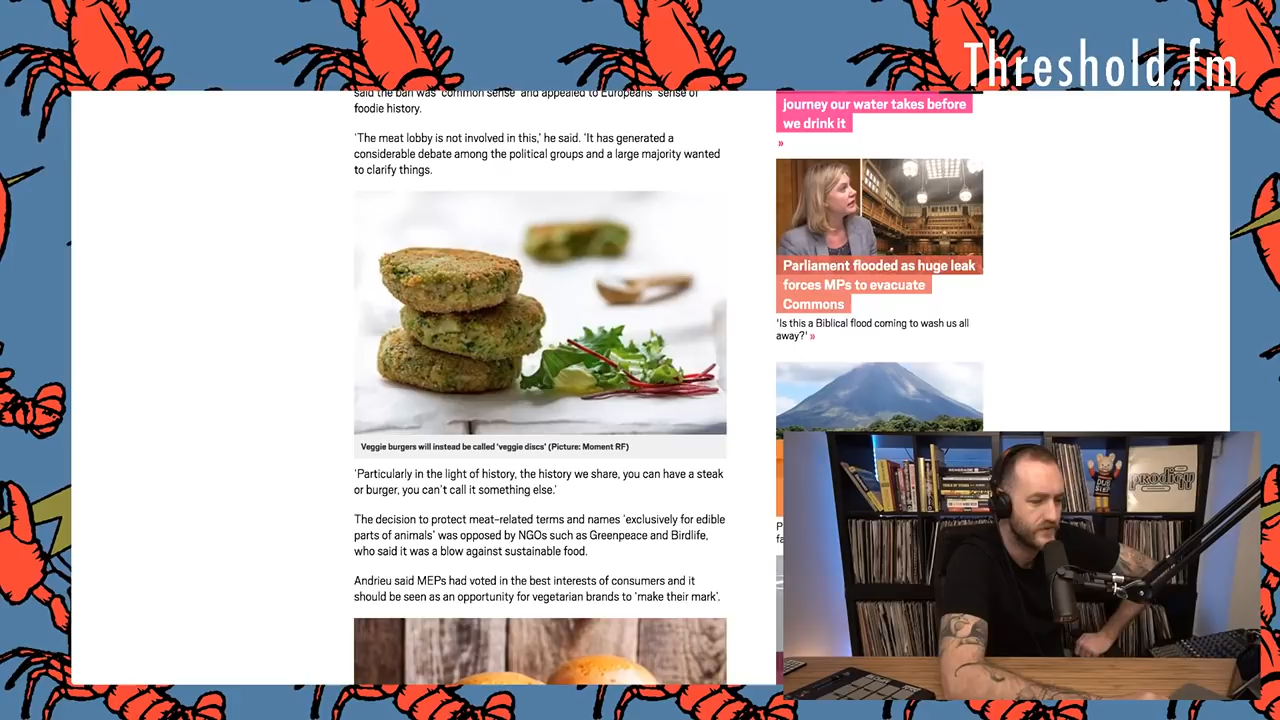 Threshold.fm
said the ban was 'common sense' and appealed to Europeans' sense of
foodie history.
'The meat lobby is not involved in this,' he said. 'It has generated a
considerable debate among the political groups and a large majority wanted
to clarify things.
Veggie burgers will instead be called 'veggie discs' (Picture: Moment RF)
'Particularly in the light of history, the history we share, you can have a steak
or burger, you can't call it something else.'
The decision to protect meat-related terms and names 'exclusively for edible
parts of animals' was opposed by NGOs such as Greenpeace and Birdlife,
who said it was a blow against sustainable food.
Andrieu said MEPs had voted in the best interests of consumers and it
should be seen as an opportunity for vegetarian brands to 'make their mark'.
journey our water takes before
we drink it
»
Parliament flooded as huge leak
forces MPs to evacuate
Commons
'Is this a Biblical flood coming to wash us all
away?' »
DUB
STEP
prodigy